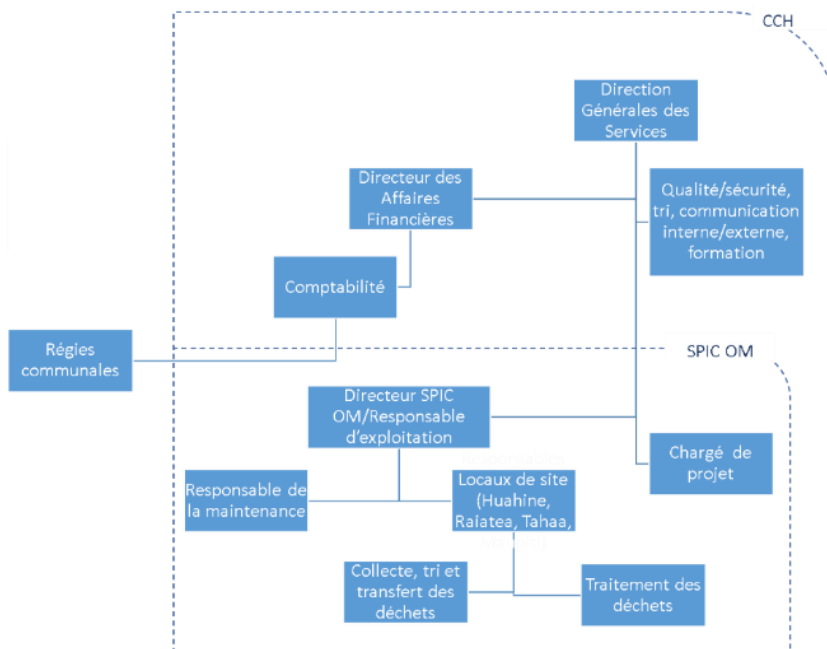 CCH
Direction
Générales des
Services
Directeur des
Affaires
Financières
Qualité/sécurité,
tri, communication
interne/externe,
formation
Comptabilité
Régies
communales
SPIC OM
Directeur SPIC
OM/Responsable
d'exploitation
Chargé de
projet
Responsable de
la maintenance
Locaux de site
(Huahine,
Raiatea, Tahaa,
Collecte, tri et
transfert des
déchets
Traitement des
déchets